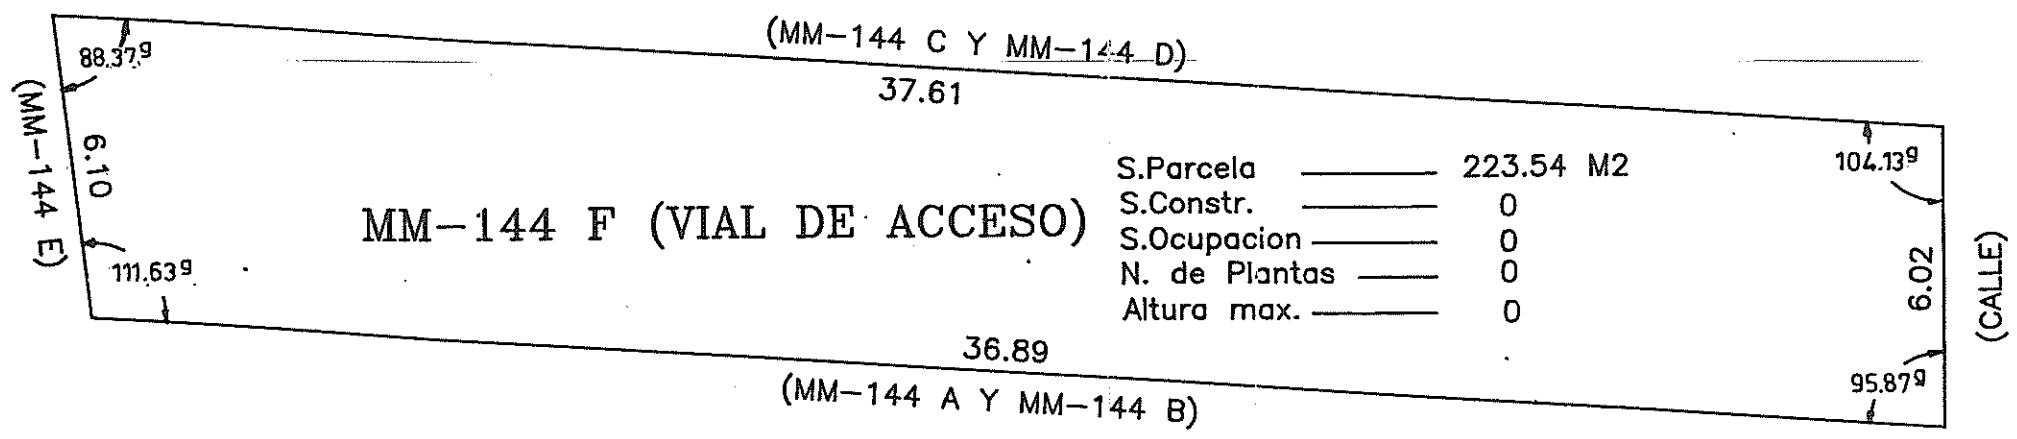 (MM-144 C Y MM-144 D)
88.37g
37.61
(MM-144 E)
6.10
104.13g
S.Parcela 223.54 M2
MM-144 F (VIAL DE ACCESO)
S.Constr. 0
S.Ocupacion 0
N. de Plantas 0
Altura max. 0
111.63g
6.02
(CALLE)
36.89
95.87g
(MM-144 A Y MM-144 B)